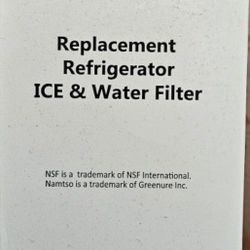 Replacement
Refrigerator
ICE & Water Filter
NSF is a trademark of NSF International.
Namtso is a trademark of Greenure Inc.